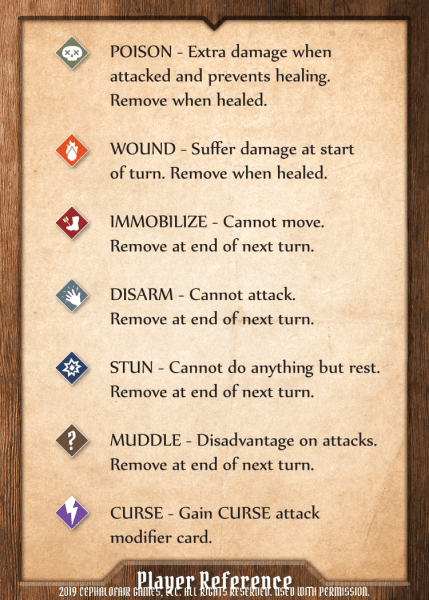 POISON - Extra damage when
attacked and prevents healing.
Remove when healed.
WOUND - Suffer damage at start
of turn. Remove when healed.
IMMOBILIZE - Cannot move.
Remove at end of next turn.
DISARM - Cannot attack.
Remove at end of next turn.
STUN - Cannot do anything but rest.
Remove at end of next turn.
? MUDDLE - Disadvantage on attacks.
Remove at end of next turn.
CURSE - Gain CURSE attack
modifier card.
Player Reference
2019 CEPHALOFAIR GAMES, LLC. ALL RIGHTS RESERVED. USED WITH PERMISSION.